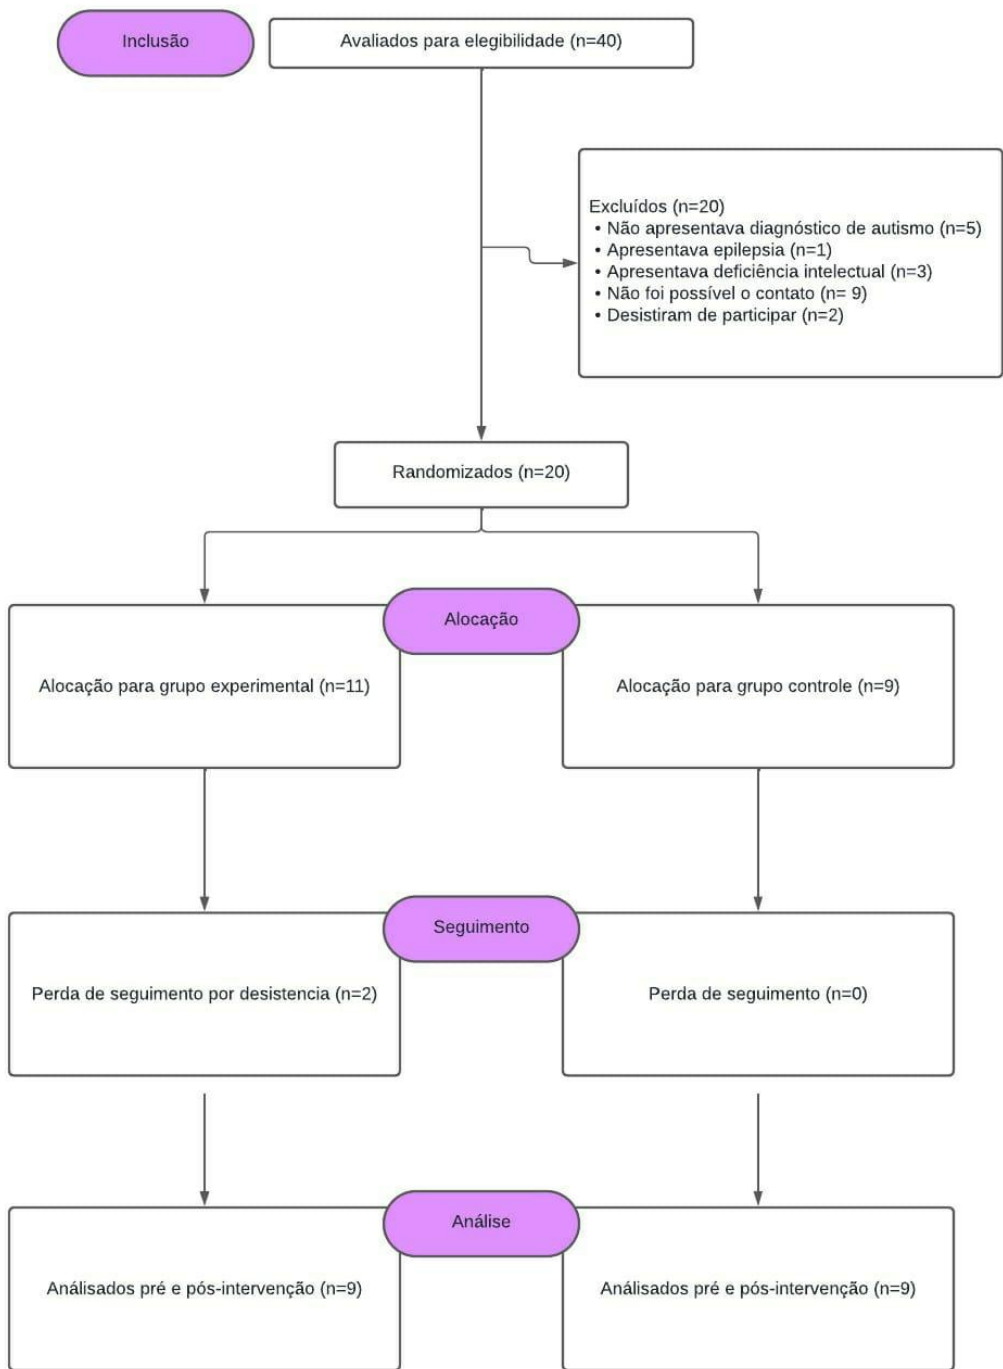 Inclusão
Avaliados para elegibilidade (n=40)
Excluídos (n=20)
• Não apresentava diagnóstico de autismo (n=5)
• Apresentava epilepsia (n=1)
• Apresentava deficiência intelectual (n=3)
• Não foi possível o contato (n= 9)
• Desistiram de participar (n=2)
Randomizados (n=20)
Alocação
Alocação para grupo experimental (n=11)
Alocação para grupo controle (n=9)
Seguimento
Perda de seguimento por desistencia (n=2)
Perda de seguimento (n=0)
Análise
Análisados pré e pós-intervenção (n=9)
Análisados pré e pós-intervenção (n=9)